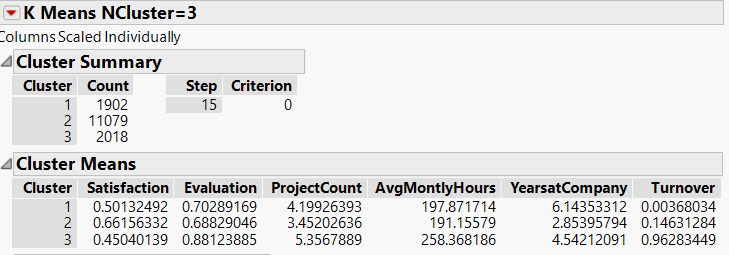 K Means NCluster=3
Columns Scaled Individually
Cluster Summary
Cluster Count Step Criterion
1 1902 15 0
2 11079
3 2018
Cluster Means
Cluster Satisfaction Evaluation ProjectCount AvgMontlyHours YearsatCompany Turnover
1 0.50132492 0.70289169 4.19926393 197.871714 6.14353312 0.00368034
2 0.66156332 0.68829046 3.45202636 191.15579 2.85395794 0.14631284
3 0.45040139 0.88123885 5.3567889 258.368186 4.54212091 0.96283449